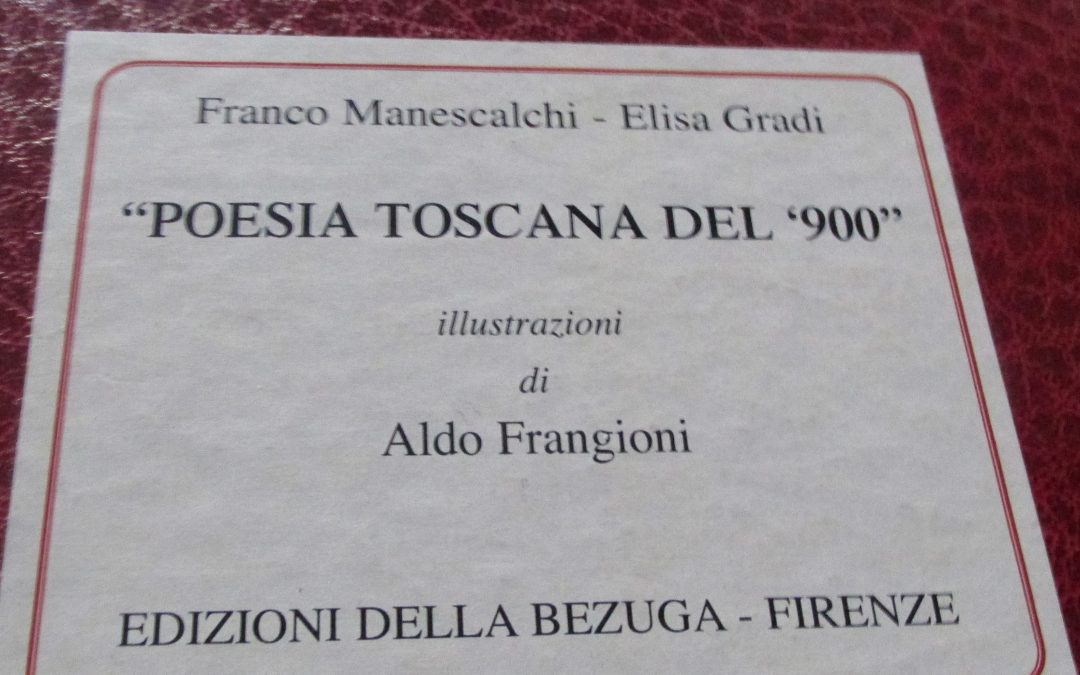 Franco Manescalchi - Elisa Gradi
“POESIA TOSCANA DEL ‘900”
illustrazioni
di
Aldo Frangioni
EDIZIONI DELLA BEZUGA - FIRENZE